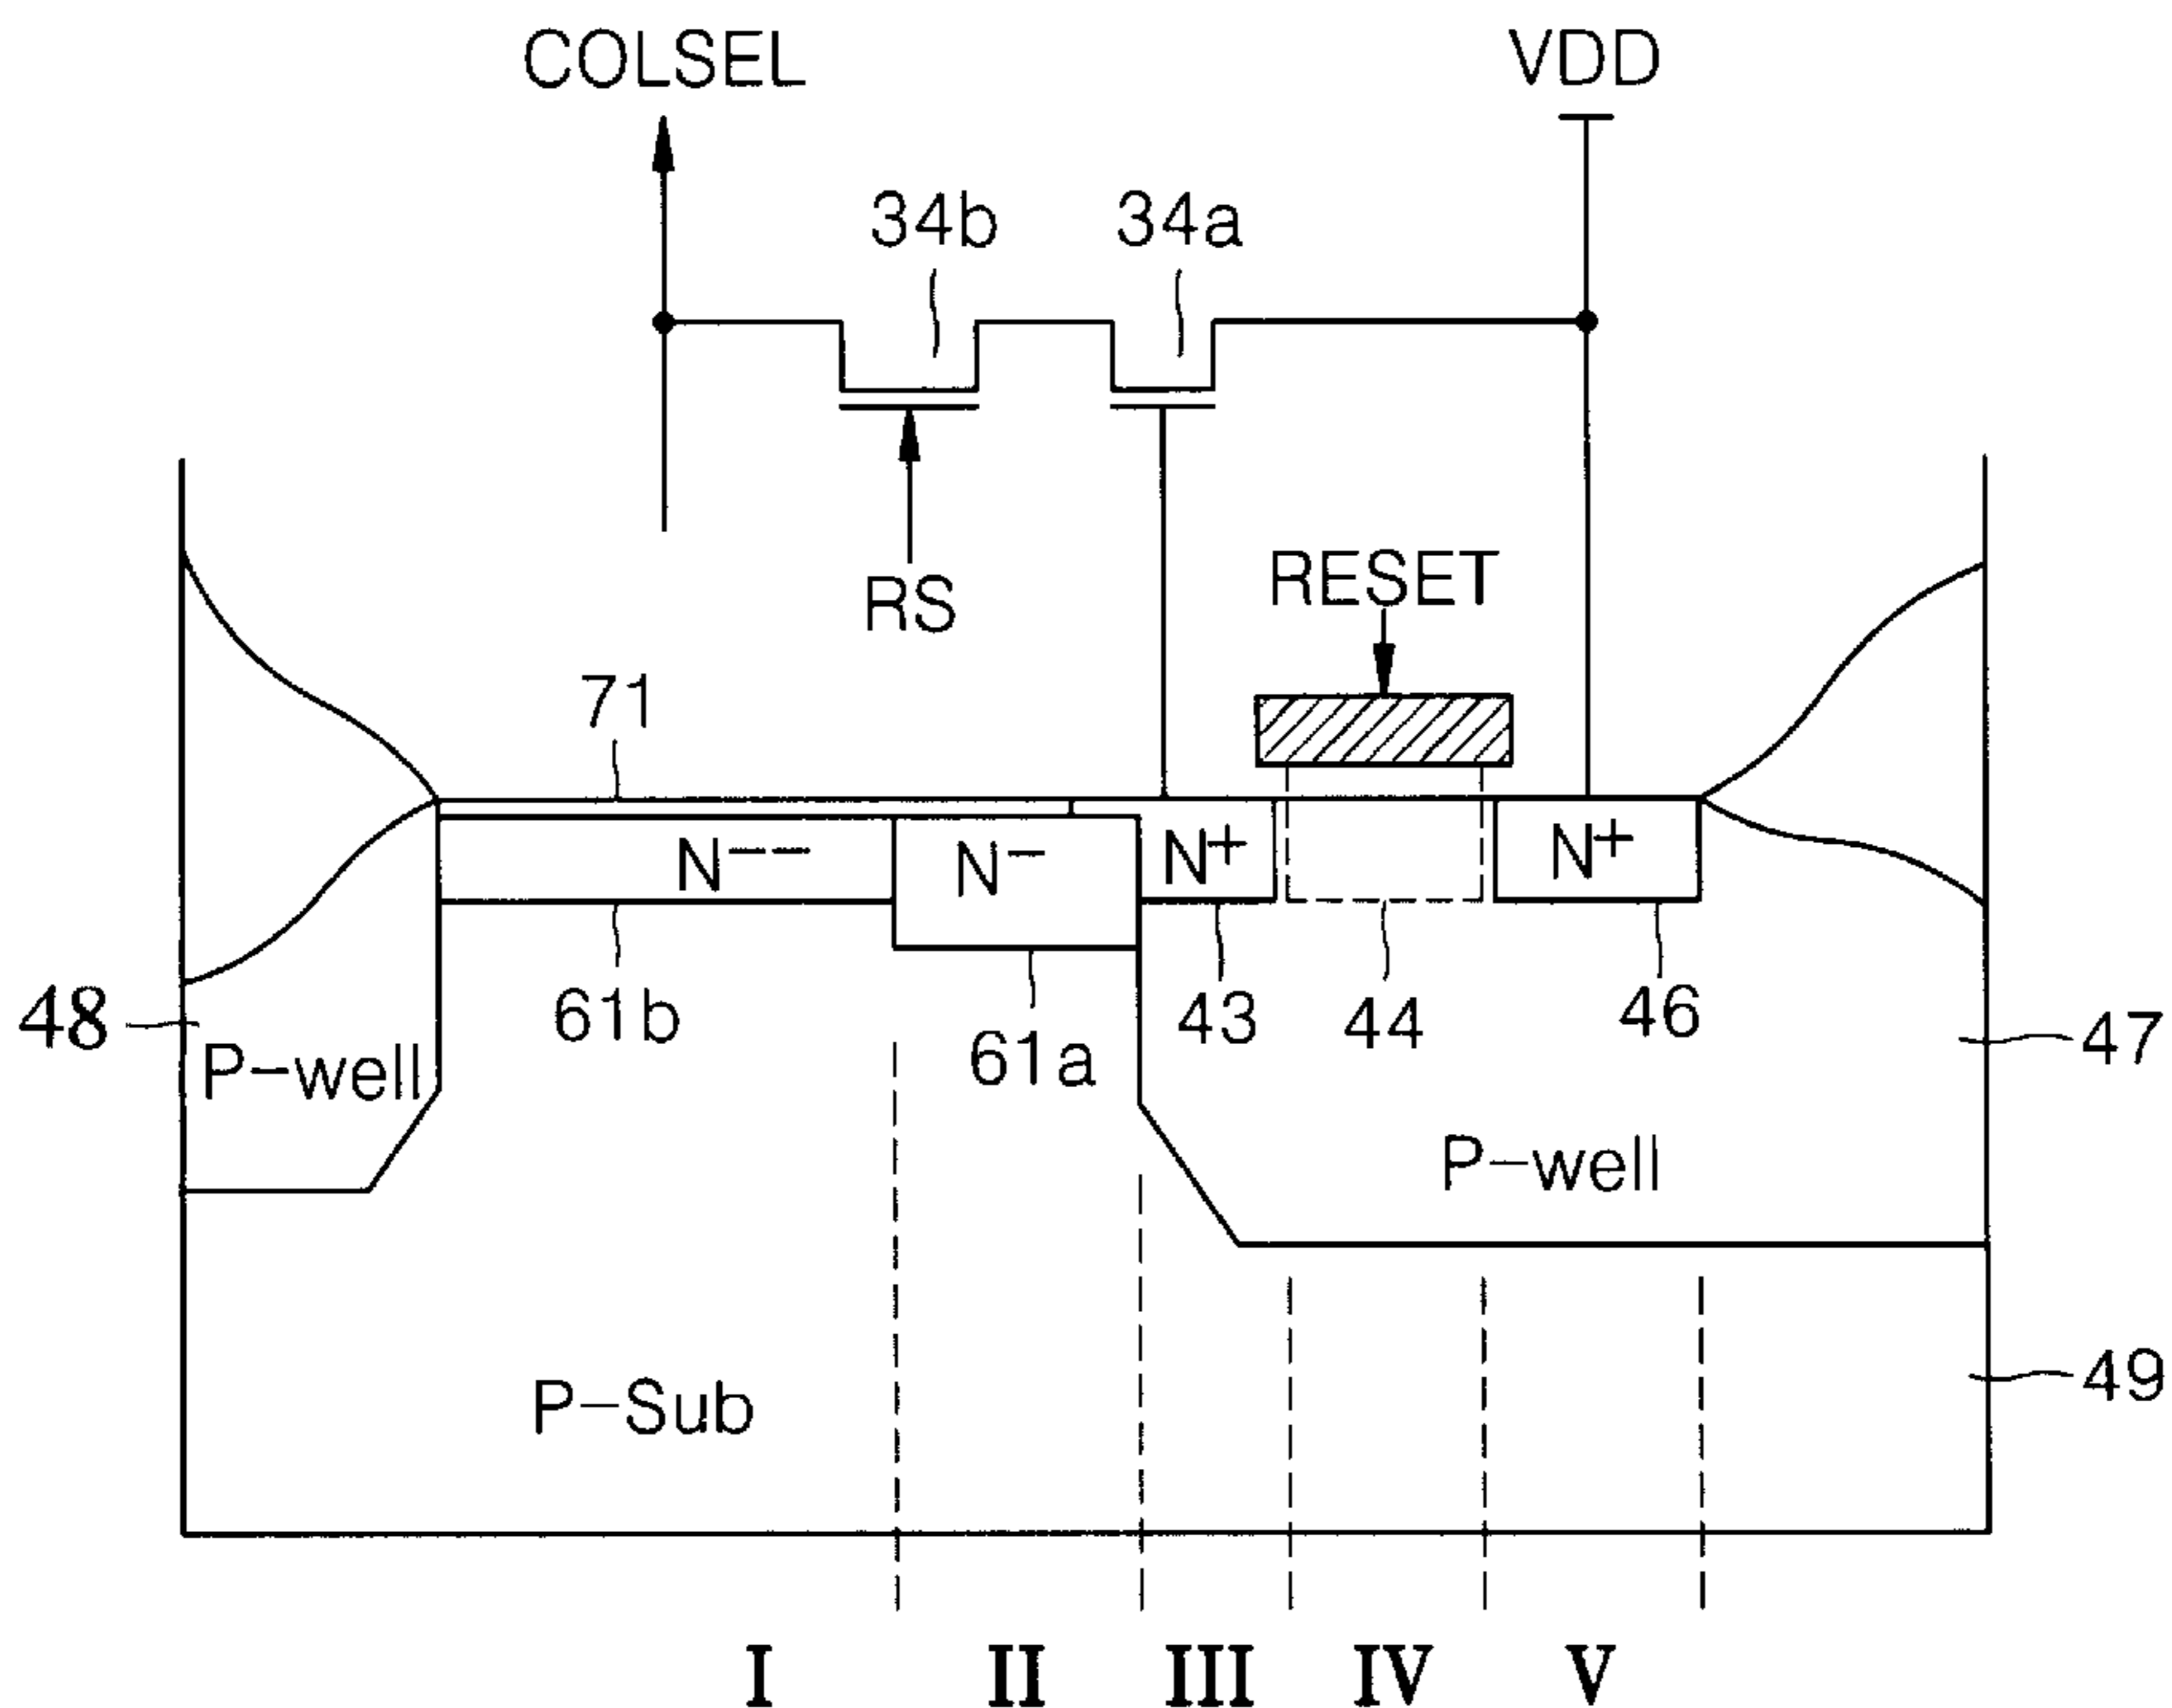 COLSEL
VDD
34b
34a
RS
RESET
71
N−−
N−
N+
N+
48
61b
61a
43
44
46
47
P-well
P-well
P-Sub
49
I II III IV V